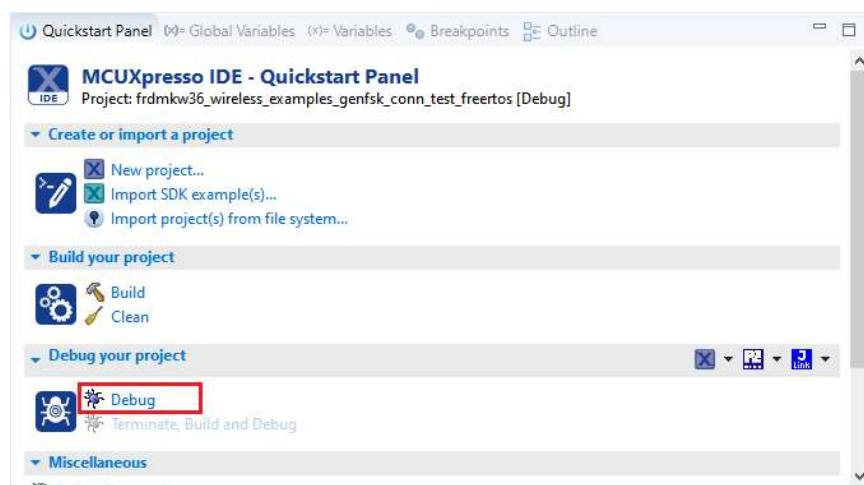 Quickstart Panel (x)= Global Variables (x)= Variables Breakpoints Outline
IDE
MCUXpresso IDE - Quickstart Panel
Project: frdmkw36_wireless_examples_genfsk_conn_test_freertos [Debug]
Create or import a project
New project...
Import SDK example(s)...
Import project(s) from file system...
Build your project
Build
Clean
Debug your project
Debug
Terminate, Build and Debug
Miscellaneous